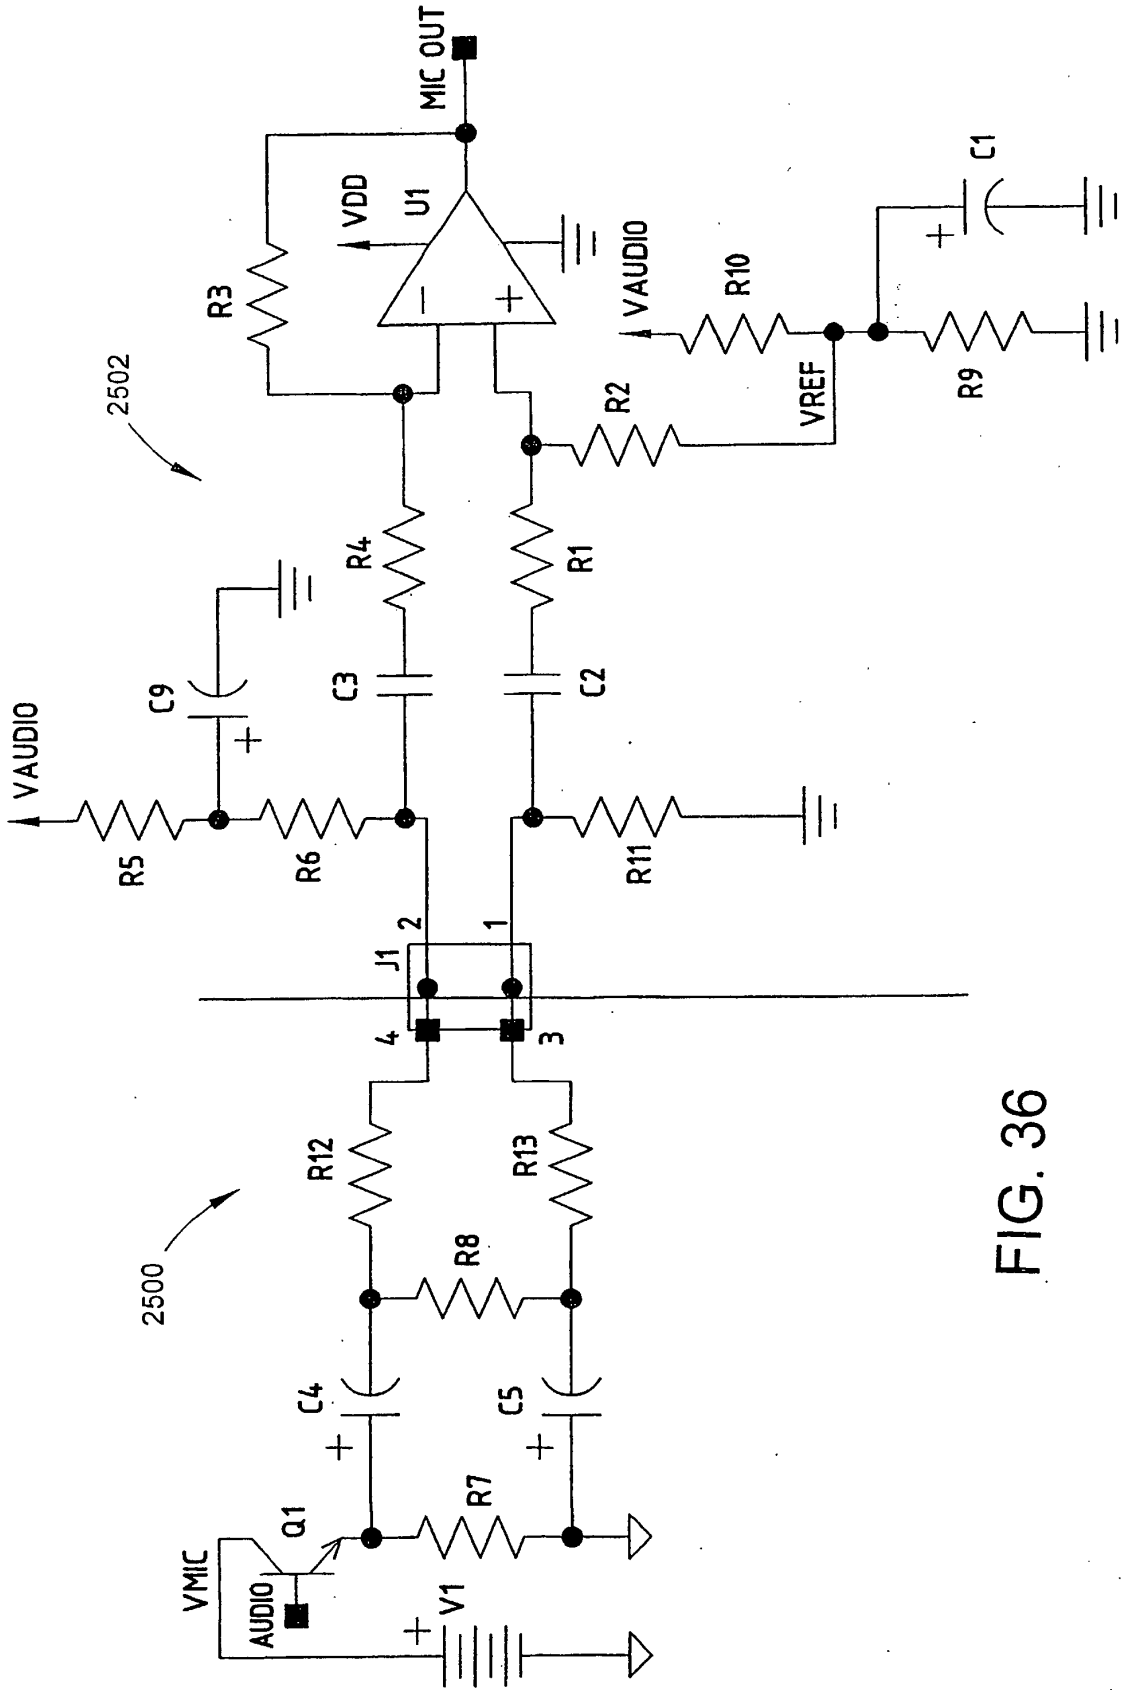 2500
VMIC
Q1
AUDIO
V1
+
R7
C4
+
C5
+
R8
R12
R13
4
3
J1
2
1
VAUDIO
R5
C9
+
R6
R11
C3
C2
R4
R1
2502
R3
R2
VDD
U1
−
+
MIC OUT
VAUDIO
R10
VREF
R9
C1
+
FIG. 36